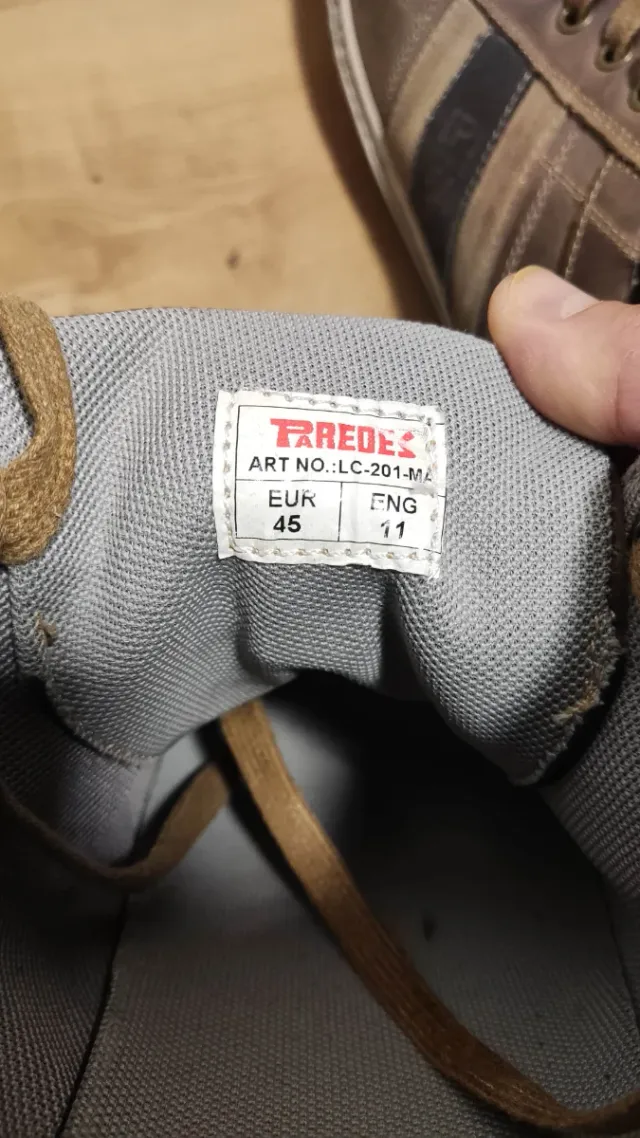 PAREDES
ART NO.:LC-201-MA
EUR ENG
45 11